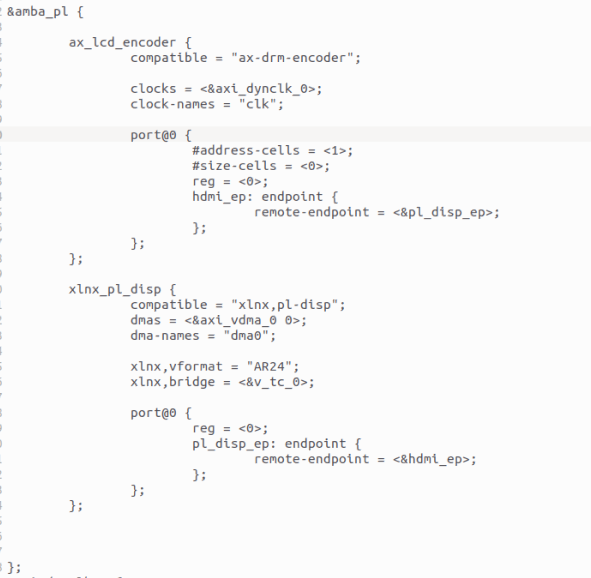 &amba_pl {
ax_lcd_encoder {
compatible = "ax-drm-encoder";
clocks = <&axi_dynclk_0>;
clock-names = "clk";
port@0 {
#address-cells = <1>;
#size-cells = <0>;
reg = <0>;
hdmi_ep: endpoint {
remote-endpoint = <&pl_disp_ep>;
};
};
};
xlnx_pl_disp {
compatible = "xlnx,pl-disp";
dmas = <&axi_vdma_0 0>;
dma-names = "dma0";
xlnx,vformat = "AR24";
xlnx,bridge = <&v_tc_0>;
port@0 {
reg = <0>;
pl_disp_ep: endpoint {
remote-endpoint = <&hdmi_ep>;
};
};
};
};